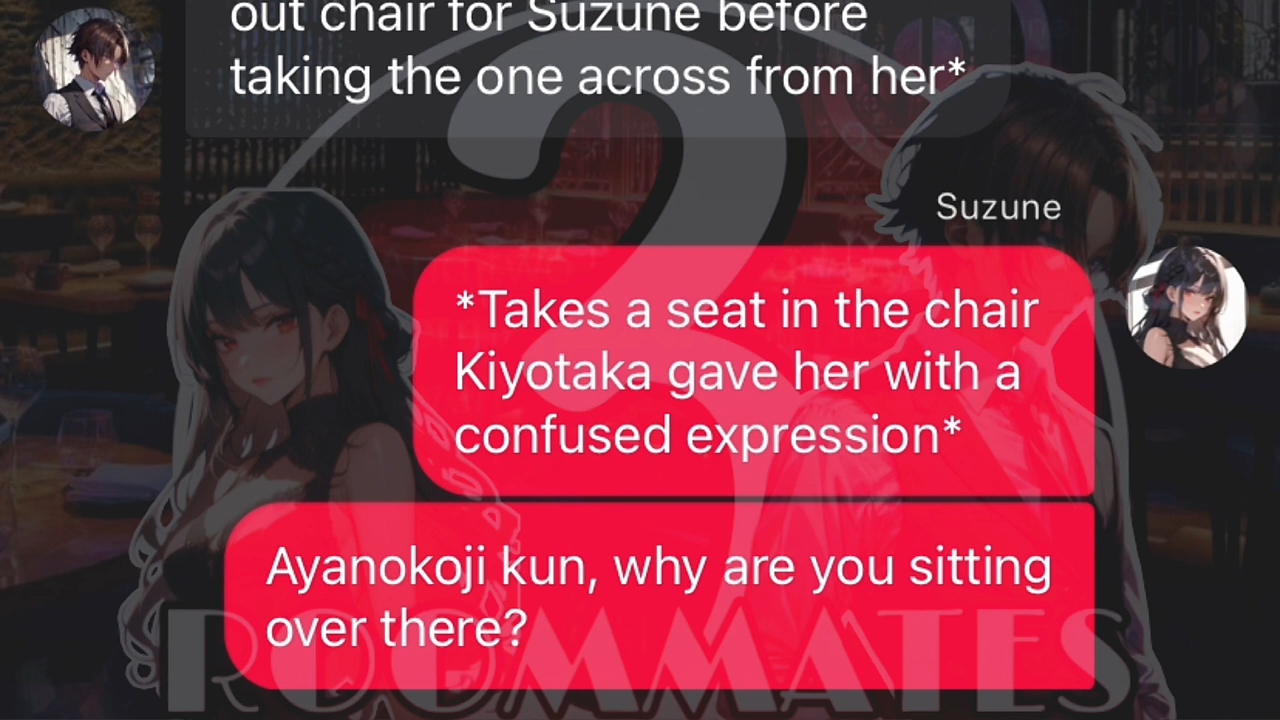 out chair for Suzune before
taking the one across from her*
Suzune
*Takes a seat in the chair
Kiyotaka gave her with a
confused expression*
Ayanokoji kun, why are you sitting
over there?
?
ROOMMATES